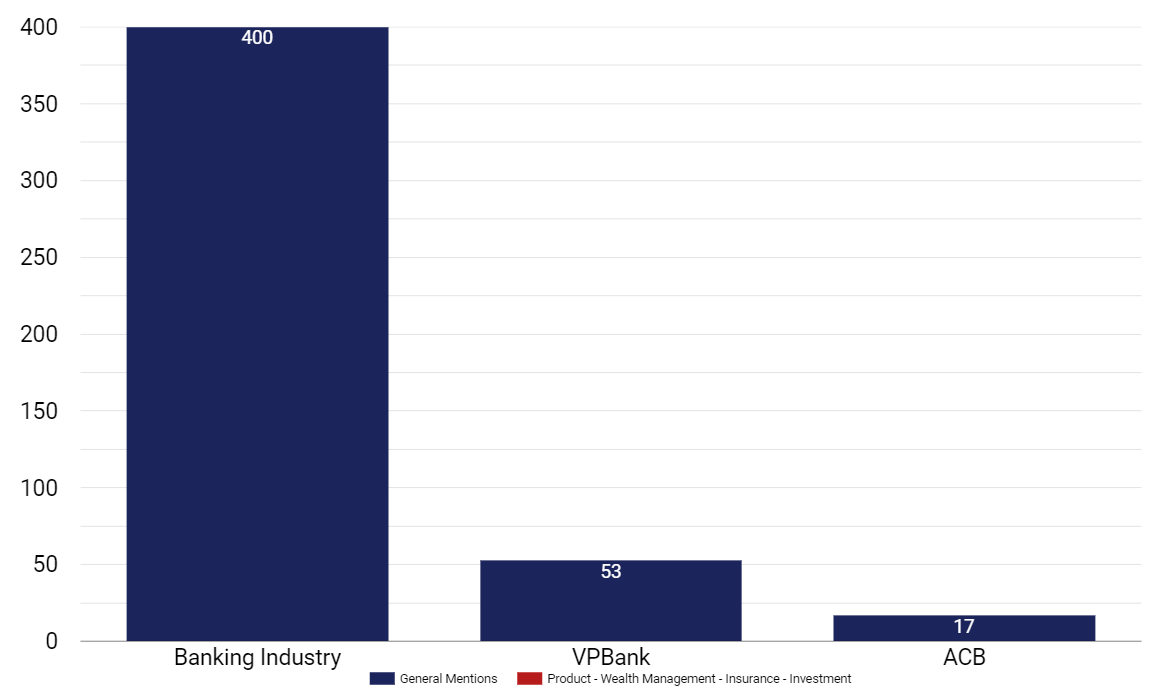 400
350
300
250
200
150
100
50
0
400
53
17
Banking Industry
VPBank
ACB
General Mentions
Product - Wealth Management - Insurance - Investment